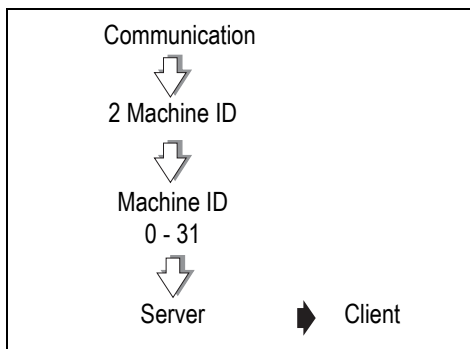 Communication
2 Machine ID
Machine ID
0 - 31
Server Client